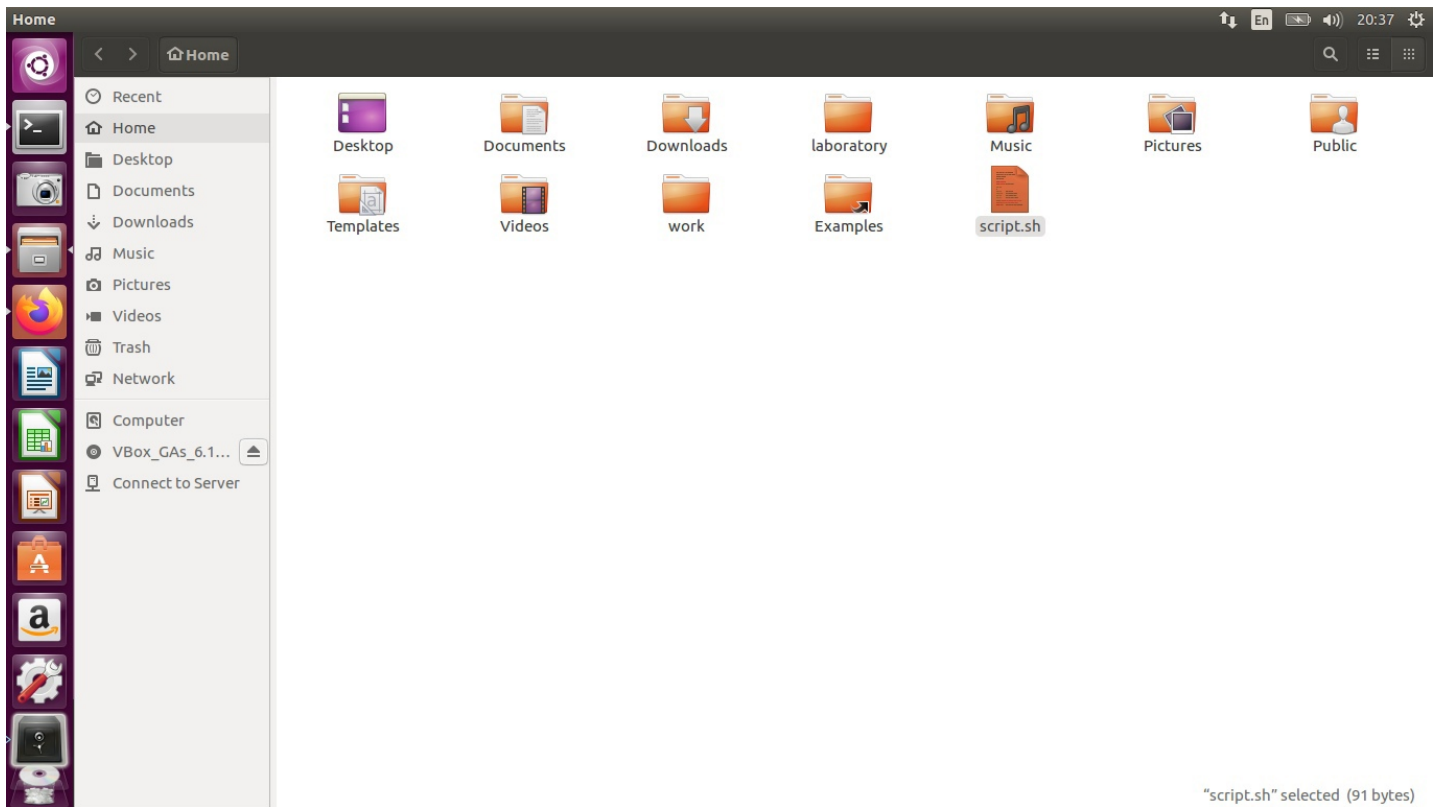 Home
En
20:37
Home
Recent
Home
Desktop
Documents
Downloads
Music
Pictures
Videos
Trash
Network
Computer
VBox_GAs_6.1...
Connect to Server
Desktop Documents Downloads laboratory Music Pictures Public
Templates Videos work Examples script.sh
"script.sh" selected (91 bytes)